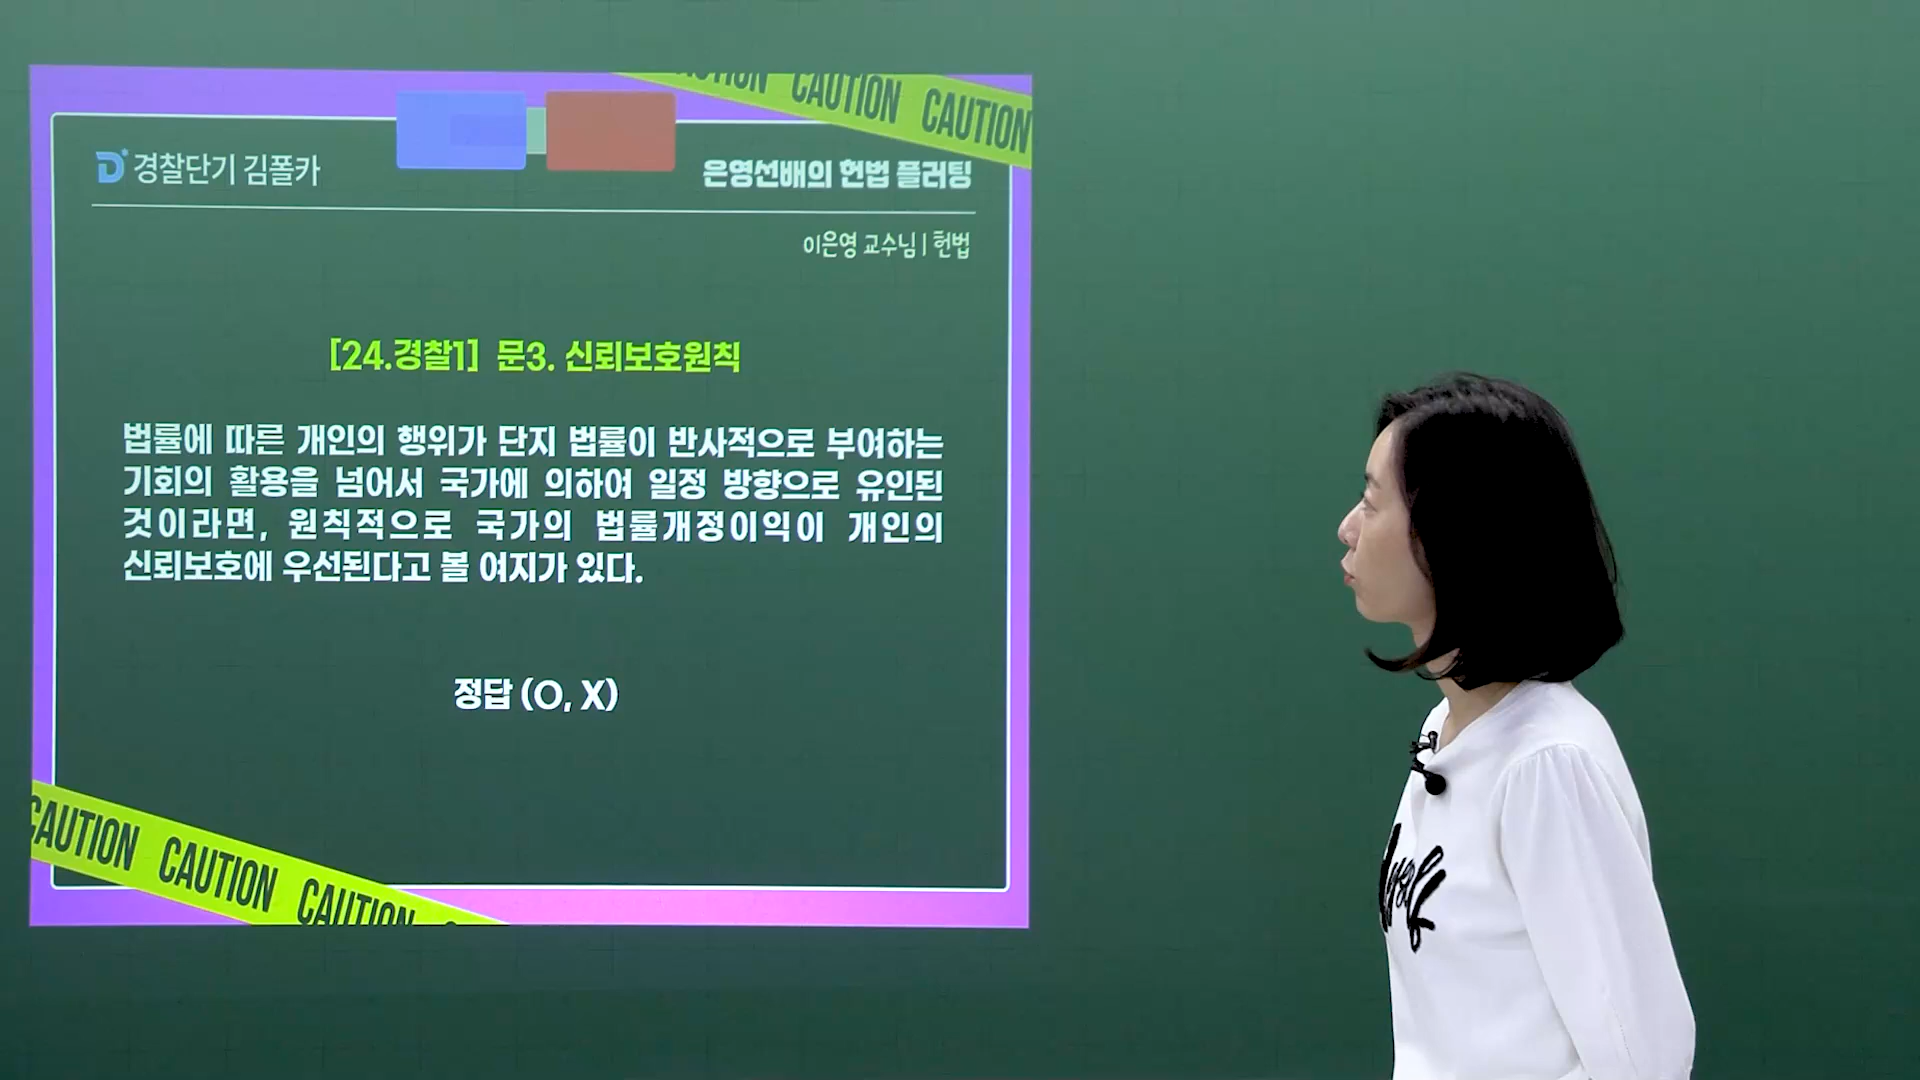 CAUTION CAUTION
경찰단기 김폴카
은영선배의 헌법 플러팅
이은영 교수님 | 헌법
[24.경찰1] 문3. 신뢰보호원칙
법률에 따른 개인의 행위가 단지 법률이 반사적으로 부여하는
기회의 활용을 넘어서 국가에 의하여 일정 방향으로 유인된
것이라면, 원칙적으로 국가의 법률개정이익이 개인의
신뢰보호에 우선된다고 볼 여지가 있다.
정답 (O, X)
CAUTION CAUTION CAUTION